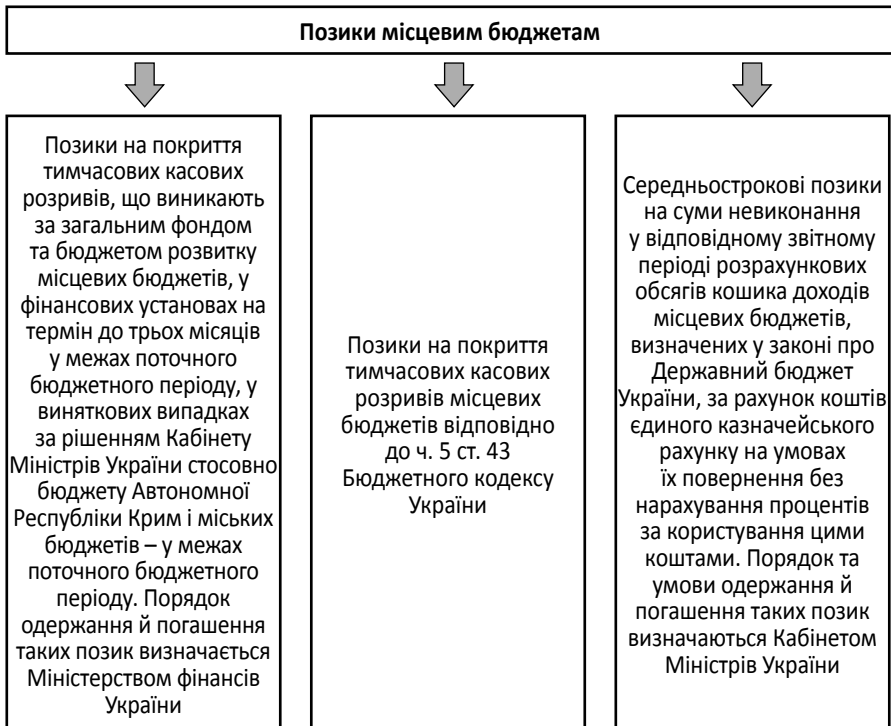 Позики місцевим бюджетам
Позики на покриття
тимчасових касових
розривів, що виникають
за загальним фондом
та бюджетом розвитку
місцевих бюджетів, у
фінансових установах на
термін до трьох місяців
у межах поточного
бюджетного періоду, у
виняткових випадках
за рішенням Кабінету
Міністрів України стосовно
бюджету Автономної
Республіки Крим і міських
бюджетів – у межах
поточного бюджетного
періоду. Порядок
одержання й погашення
таких позик визначається
Міністерством фінансів
України
Позики на покриття
тимчасових касових
розривів місцевих
бюджетів відповідно
до ч. 5 ст. 43
Бюджетного кодексу
України
Середньострокові позики
на суми невиконання
у відповідному звітному
періоді розрахункових
обсягів кошика доходів
місцевих бюджетів,
визначених у законі про
Державний бюджет
України, за рахунок коштів
єдиного казначейського
рахунку на умовах
їх повернення без
нарахування процентів
за користування цими
коштами. Порядок та
умови одержання й
погашення таких позик
визначаються Кабінетом
Міністрів України